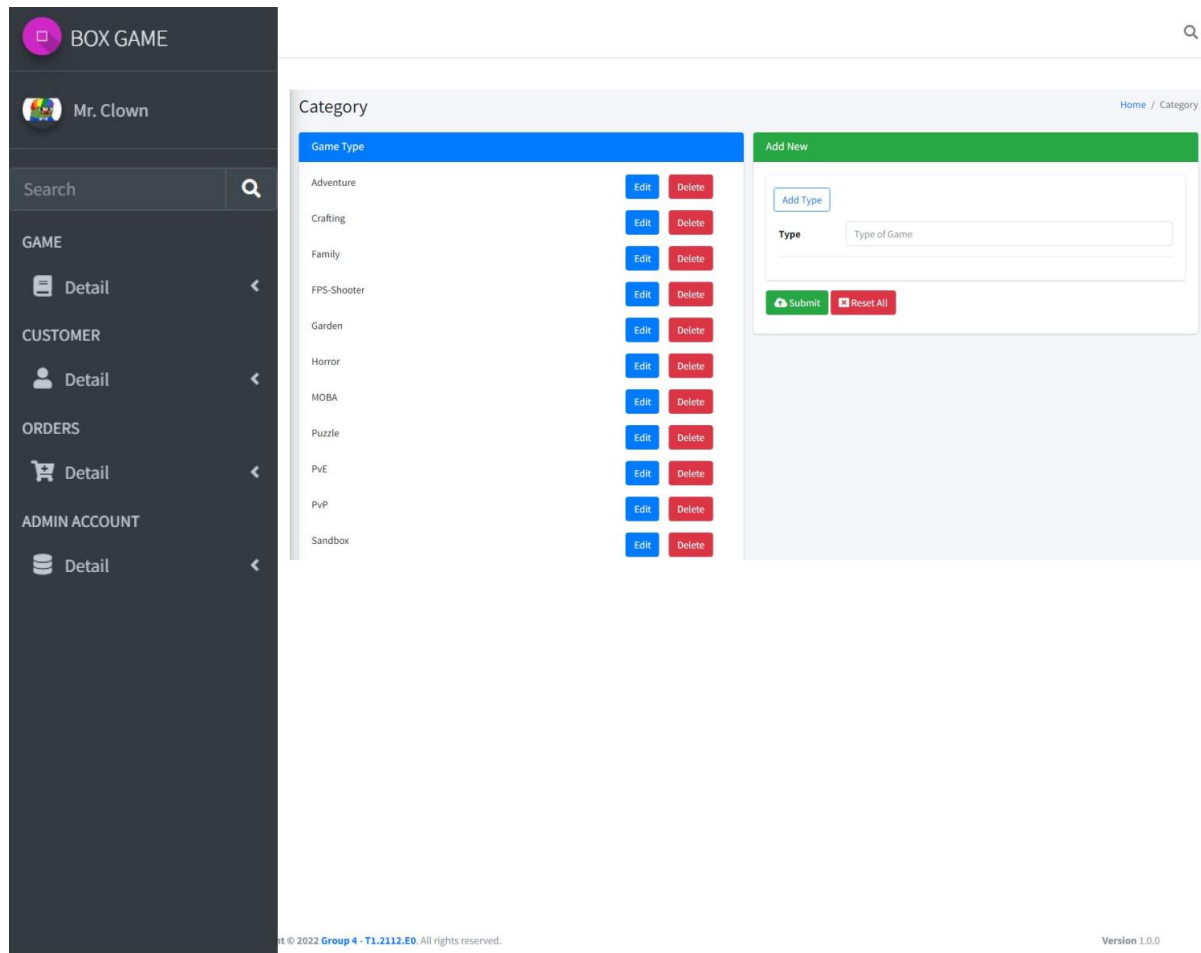 BOX GAME
Mr. Clown
Search
GAME
Detail
CUSTOMER
Detail
ORDERS
Detail
ADMIN ACCOUNT
Detail
Category
Home / Category
Game Type
Adventure Edit Delete
Crafting Edit Delete
Family Edit Delete
FPS-Shooter Edit Delete
Garden Edit Delete
Horror Edit Delete
MOBA Edit Delete
Puzzle Edit Delete
PvE Edit Delete
PvP Edit Delete
Sandbox Edit Delete
Add New
Add Type
Type Type of Game
Submit Reset All
© 2022 Group 4 - T1.2112.E0. All rights reserved.
Version 1.0.0